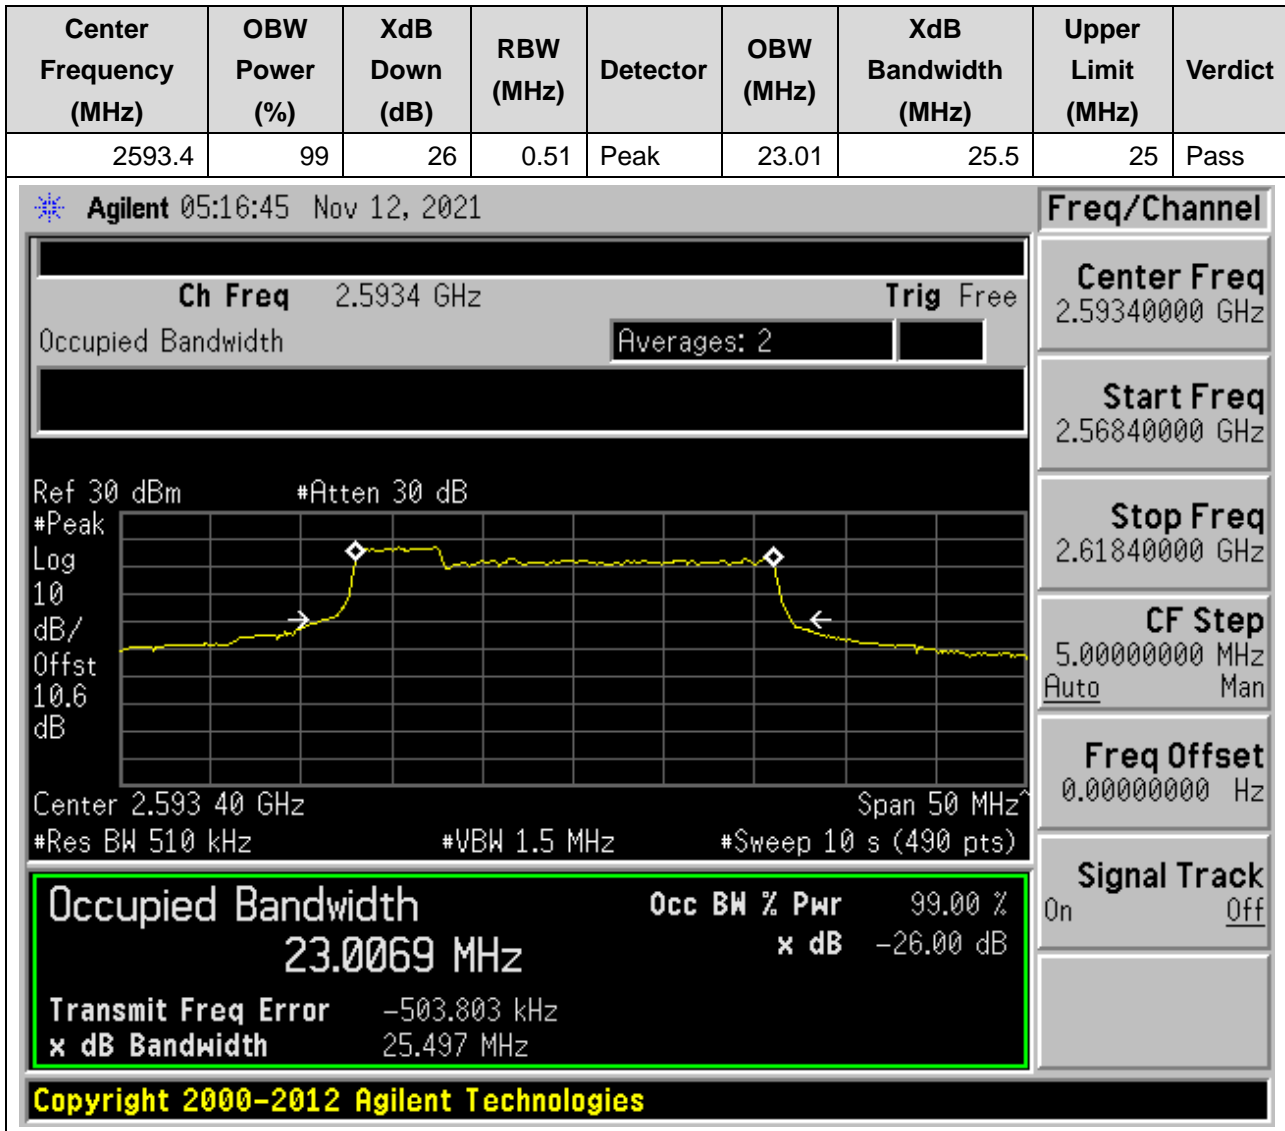 Center Frequency (MHz) OBW Power (%) XdB Down (dB) RBW (MHz) Detector OBW (MHz) XdB Bandwidth (MHz) Upper Limit (MHz) Verdict
2593.4 99 26 0.51 Peak 23.01 25.5 25 Pass
Agilent 05:16:45 Nov 12, 2021
Freq/Channel
Ch Freq 2.5934 GHz Trig Free
Occupied Bandwidth Averages: 2
Ref 30 dBm #Atten 30 dB
#Peak
Log
10
dB/
Offst
10.6
dB
Center 2.593 40 GHz Span 50 MHz^
#Res BW 510 kHz #VBW 1.5 MHz #Sweep 10 s (490 pts)
Occupied Bandwidth Occ BW % Pwr 99.00 %
23.0069 MHz x dB -26.00 dB
Transmit Freq Error -503.803 kHz
x dB Bandwidth 25.497 MHz
Center Freq
2.59340000 GHz
Start Freq
2.56840000 GHz
Stop Freq
2.61840000 GHz
CF Step
5.00000000 MHz
Auto Man
Freq Offset
0.00000000 Hz
Signal Track
On Off
Copyright 2000-2012 Agilent Technologies